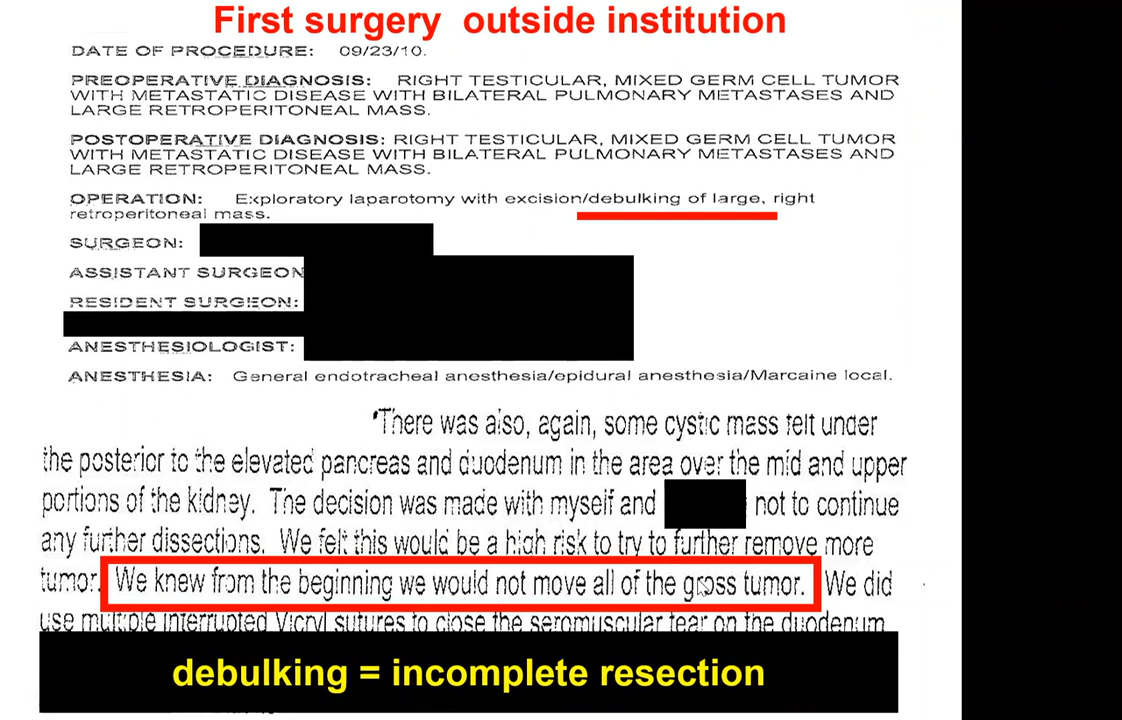 First surgery outside institution
DATE OF PROCEDURE: 09/23/10.
PREOPERATIVE DIAGNOSIS: RIGHT TESTICULAR, MIXED GERM CELL TUMOR
WITH METASTATIC DISEASE WITH BILATERAL PULMONARY METASTASES AND
LARGE RETROPERITONEAL MASS.
POSTOPERATIVE DIAGNOSIS: RIGHT TESTICULAR, MIXED GERM CELL TUMOR
WITH METASTATIC DISEASE WITH BILATERAL PULMONARY METASTASES AND
LARGE RETROPERITONEAL MASS.
OPERATION: Exploratory laparotomy with excision/debulking of large, right
retroperitoneal mass.
SURGEON:
ASSISTANT SURGEON
RESIDENT SURGEON:
ANESTHESIOLOGIST:
ANESTHESIA: General endotracheal anesthesia/epidural anesthesia/Marcaine local.
"There was also, again, some cystic mass felt under
the posterior to the elevated pancreas and duodenum in the area over the mid and upper
portions of the kidney. The decision was made with myself and not to continue
any further dissections. We felt this would be a high risk to try to further remove more
tumor. We knew from the beginning we would not move all of the gross tumor. We did
use multiple interrupted Vicryl sutures to close the seromuscular tear on the duodenum
debulking = incomplete resection